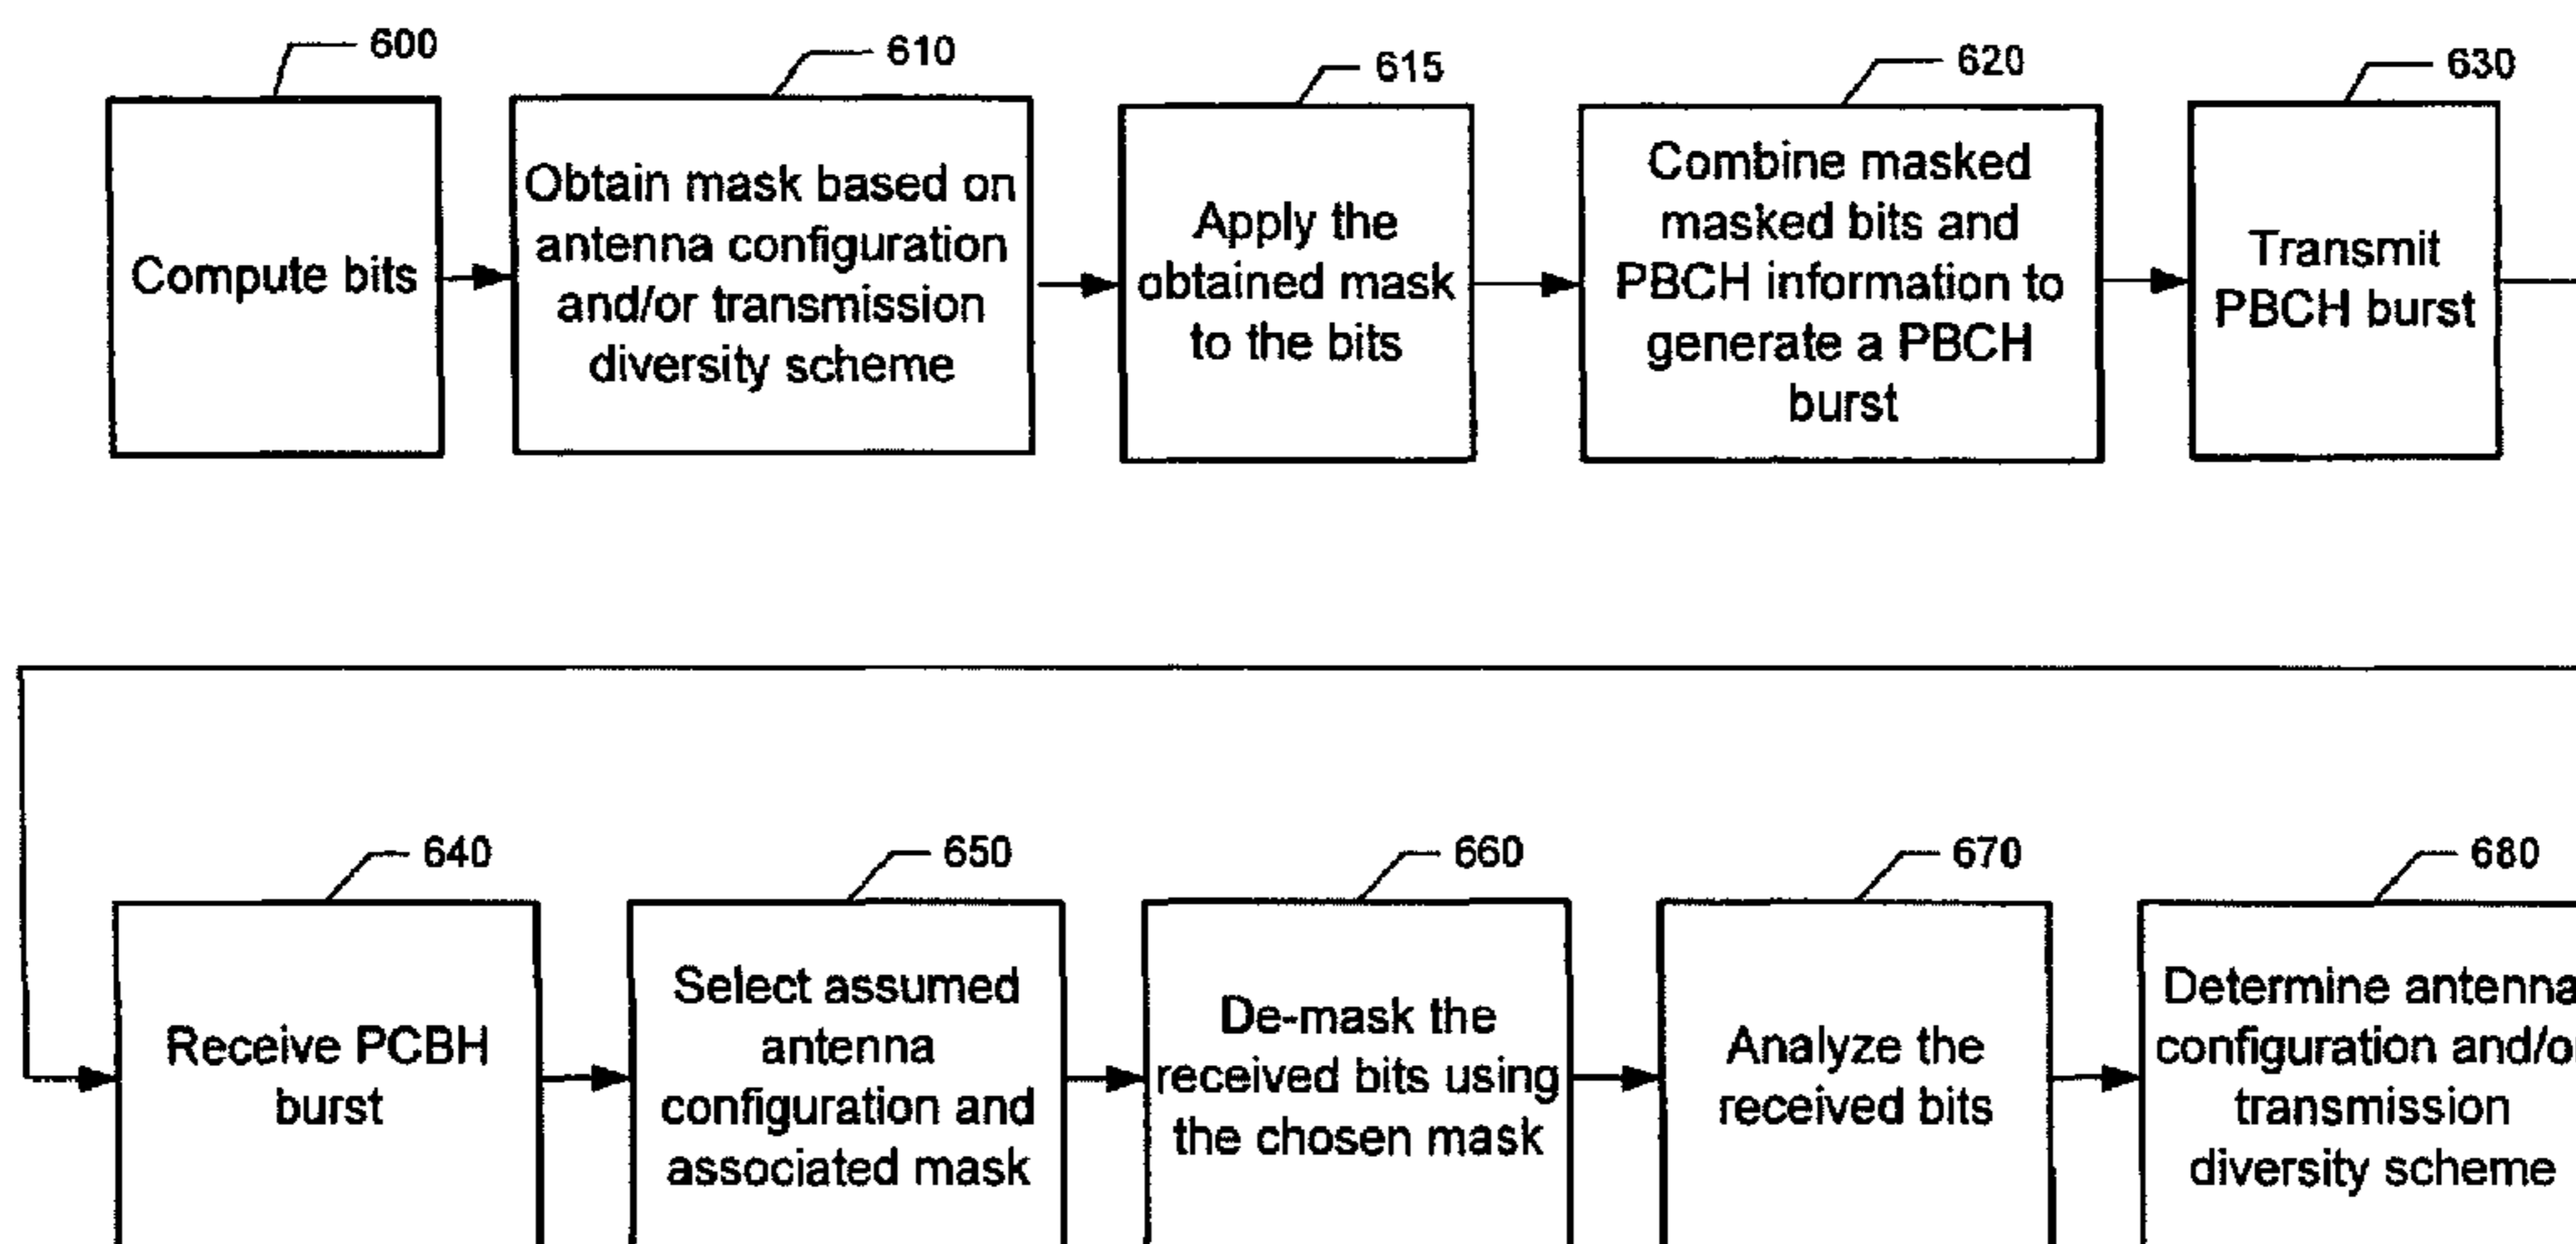 600
Compute bits
610
Obtain mask based on
antenna configuration
and/or transmission
diversity scheme
615
Apply the
obtained mask
to the bits
620
Combine masked
masked bits and
PBCH information to
generate a PBCH
burst
630
Transmit
PBCH burst
640
Receive PCBH
burst
650
Select assumed
antenna
configuration and
associated mask
660
De-mask the
received bits using
the chosen mask
670
Analyze the
received bits
680
Determine antenna
configuration and/or
transmission
diversity scheme